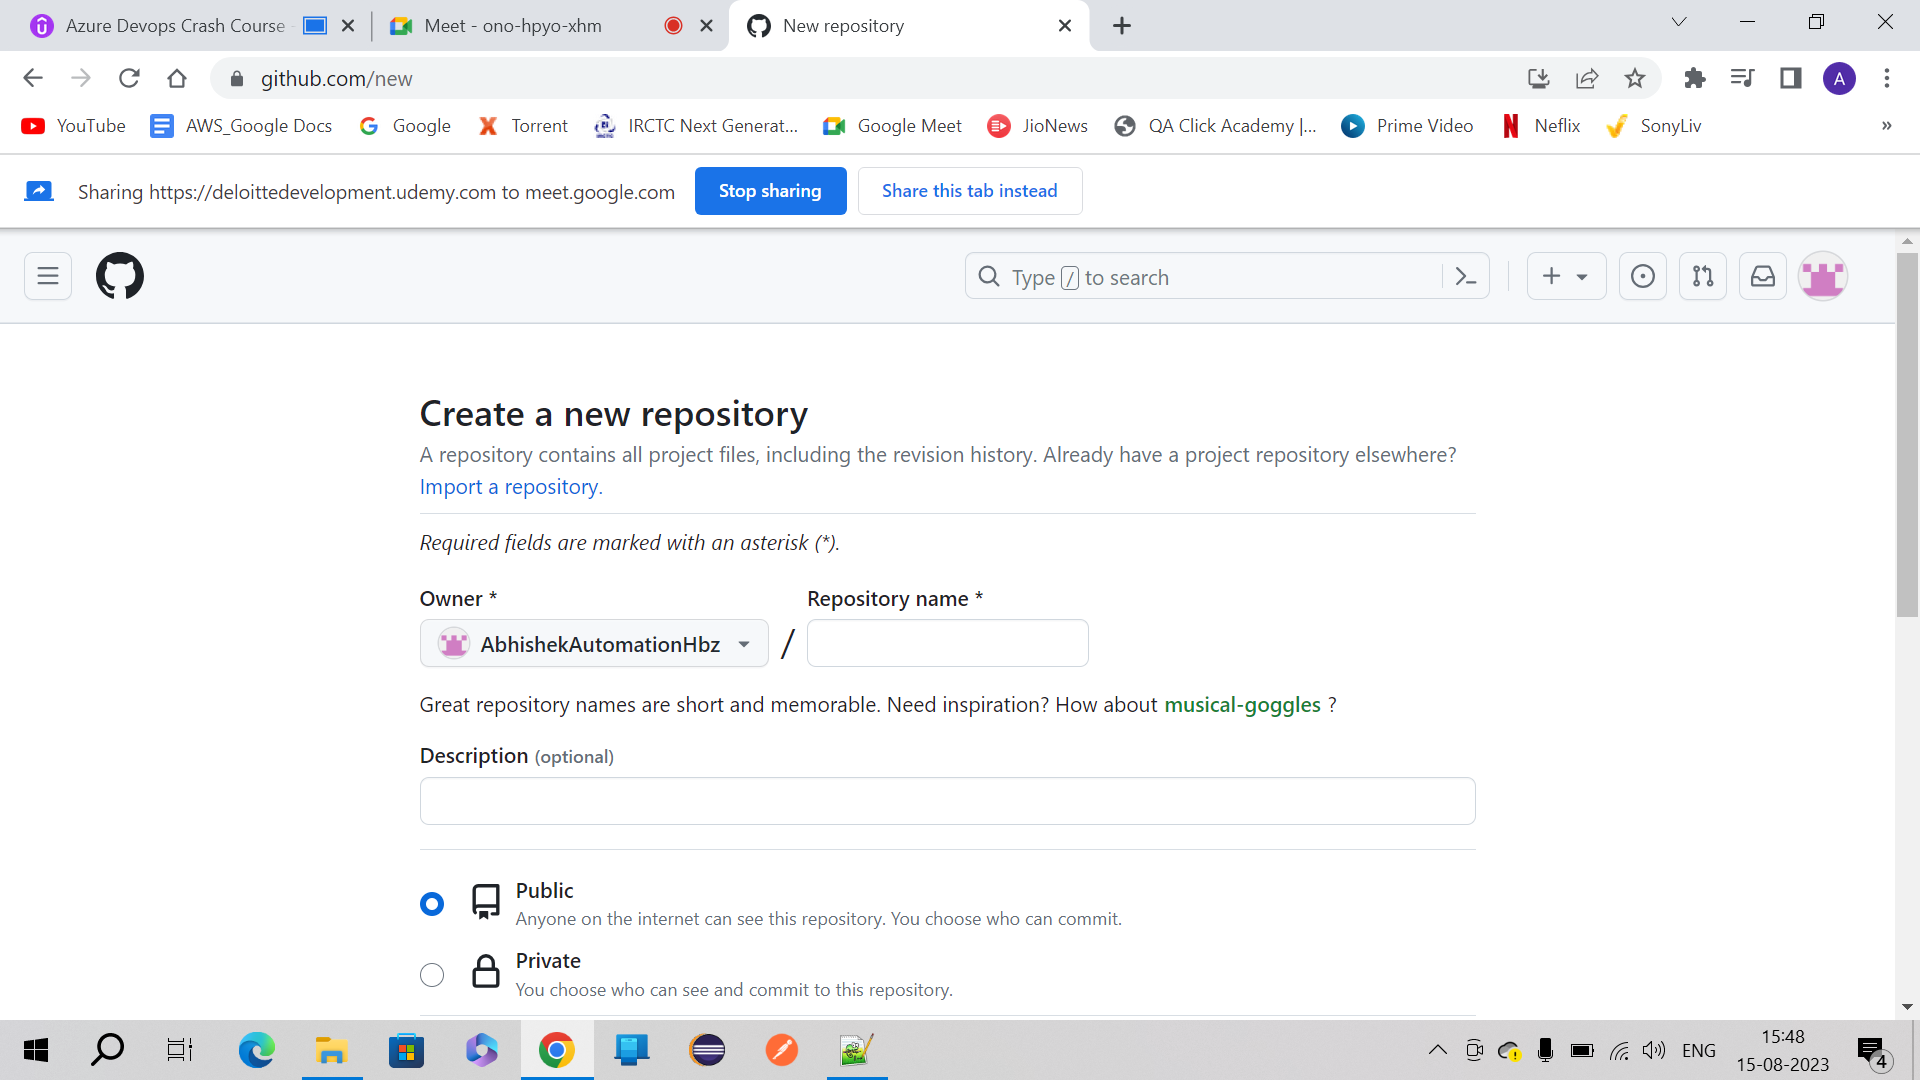 Azure Devops Crash Course
Meet - ono-hpyo-xhm
New repository
github.com/new
A
YouTube
AWS_Google Docs
Google
Torrent
IRCTC Next Generat...
Google Meet
JioNews
QA Click Academy |...
Prime Video
Neflix
SonyLiv
»
Sharing https://deloittedevelopment.udemy.com to meet.google.com
Stop sharing
Share this tab instead
Type / to search
Create a new repository
A repository contains all project files, including the revision history. Already have a project repository elsewhere?
Import a repository.
Required fields are marked with an asterisk (*).
Owner *
Repository name *
AbhishekAutomationHbz
/
Great repository names are short and memorable. Need inspiration? How about musical-goggles ?
Description (optional)
Public
Anyone on the internet can see this repository. You choose who can commit.
Private
You choose who can see and commit to this repository.
ENG
15:48
15-08-2023
4